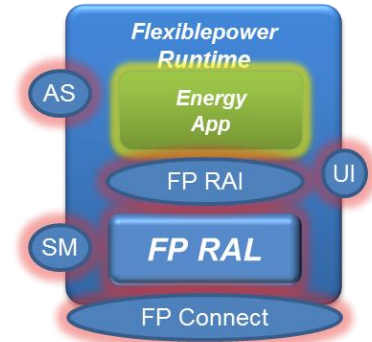 Flexiblepower
Runtime
AS
Energy
App
FP RAI
UI
SM
FP RAL
FP Connect